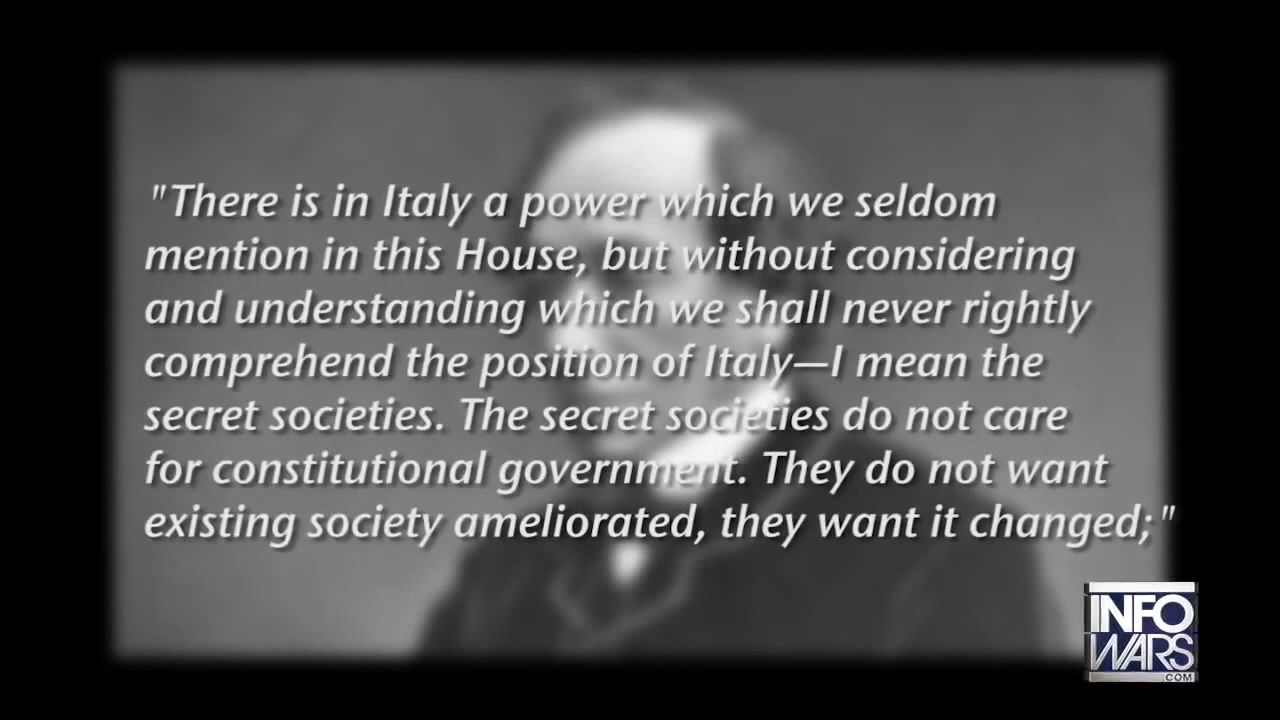 "There is in Italy a power which we seldom
mention in this House, but without considering
and understanding which we shall never rightly
comprehend the position of Italy—I mean the
secret societies. The secret societies do not care
for constitutional government. They do not want
existing society ameliorated, they want it changed;"
INFO
WARS
.COM